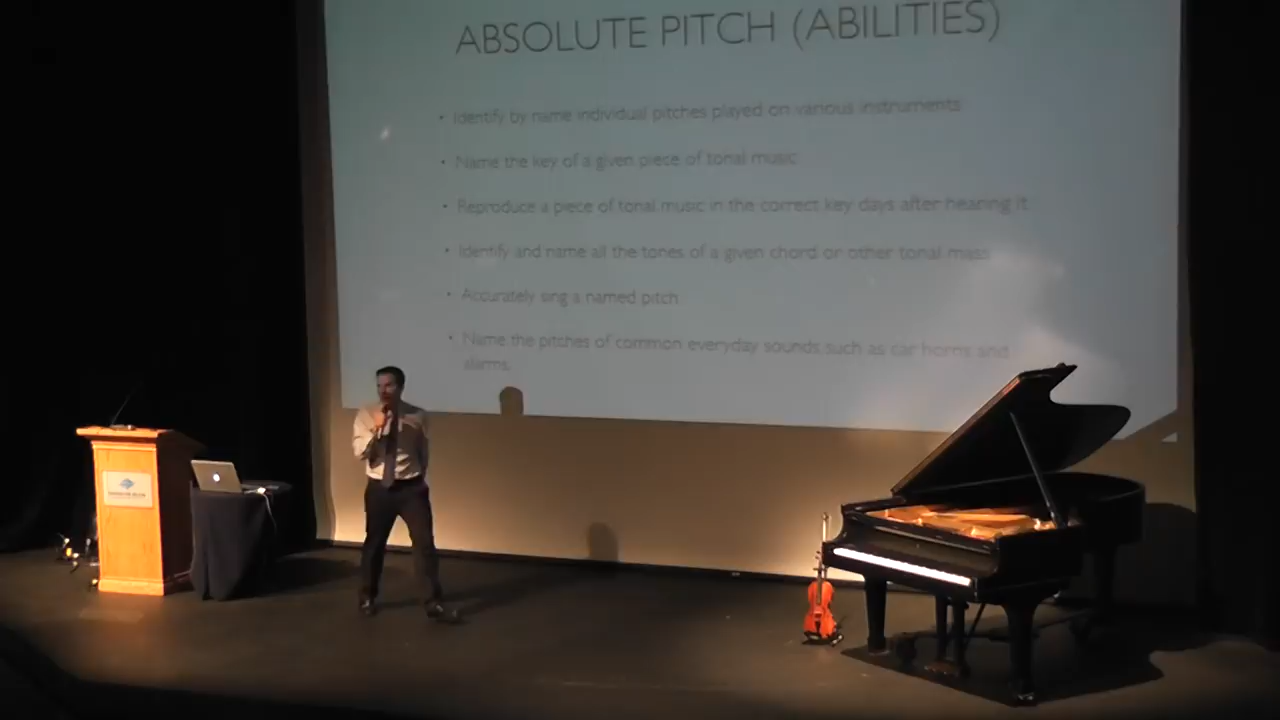 ABSOLUTE PITCH (ABILITIES)
• Identify by name individual pitches played on various instruments
• Name the key of a given piece of tonal music
• Reproduce a piece of tonal music in the correct key days after hearing it
• Identify and name all the tones of a given chord or other tonal mass
• Accurately sing a named pitch
• Name the pitches of common everyday sounds such as car horns and
alarms.